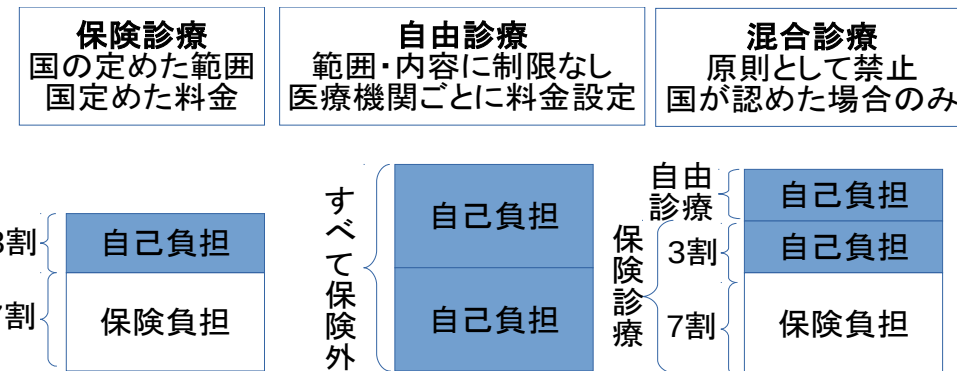 保険診療
国の定めた範囲
国定めた料金
自由診療
範囲・内容に制限なし
医療機関ごとに料金設定
混合診療
原則として禁止
国が認めた場合のみ
3割
自己負担
7割
保険負担
すべて保険外
自己負担
自己負担
自由
診療
自己負担
保険診療
3割
自己負担
7割
保険負担